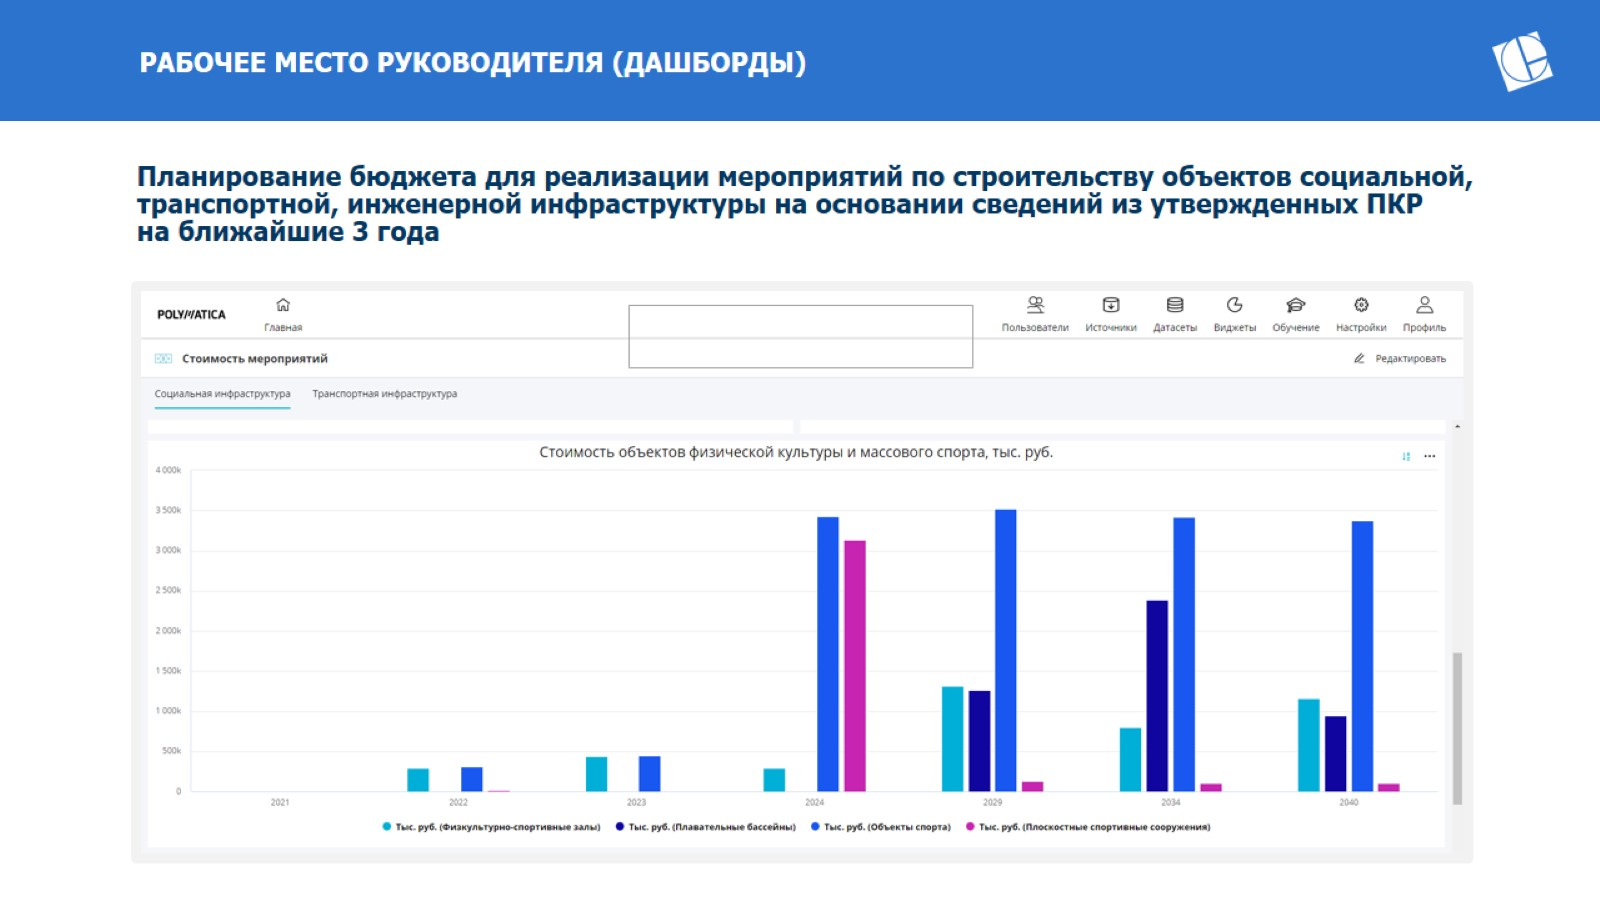 РАБОЧЕЕ МЕСТО РУКОВОДИТЕЛЯ (ДАШБОРДЫ)
Планирование бюджета для реализации мероприятий по строительству объектов социальной,
транспортной, инженерной инфраструктуры на основании сведений из утвержденных ПКР
на ближайшие 3 года
POLYMATICA
Главная
Пользователи
Источники
Датасеты
Виджеты
Обучение
Настройки
Профиль
Стоимость мероприятий
Редактировать
Социальная инфраструктура
Транспортная инфраструктура
Стоимость объектов физической культуры и массового спорта, тыс. руб.
4 000k
3 500k
3 000k
2 500k
2 000k
1 500k
1 000k
500k
0
2021 2022 2023 2024 2029 2034 2040
Тыс. руб. (Физкультурно-спортивные залы) Тыс. руб. (Плавательные бассейны) Тыс. руб. (Объекты спорта) Тыс. руб. (Плоскостные спортивные сооружения)